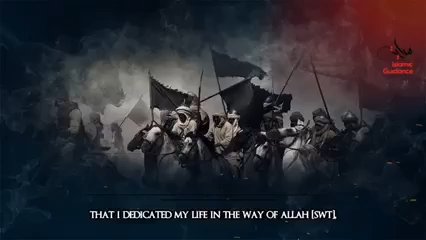 Islamic
Guidance
THAT I DEDICATED MY LIFE IN THE WAY OF ALLAH [SWT],